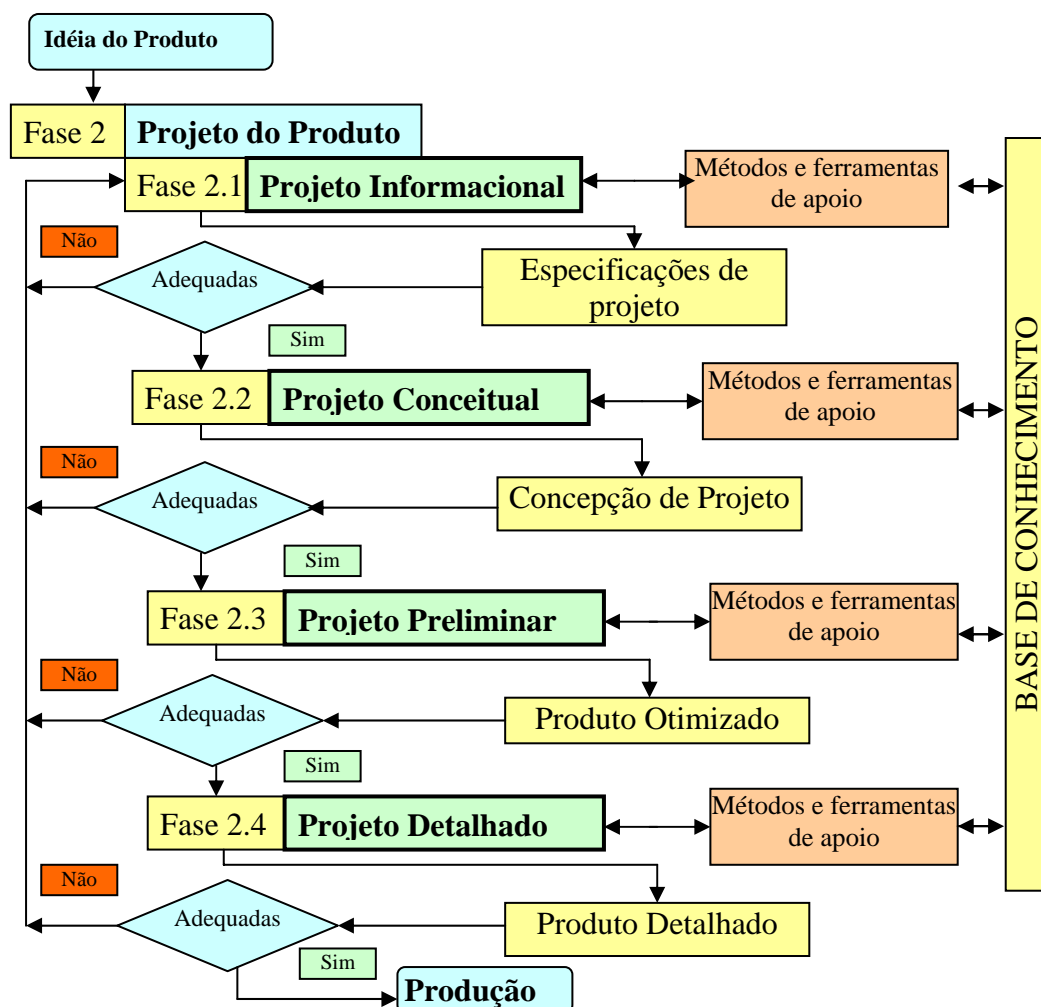 Idéia do Produto
Fase 2
Projeto do Produto
Fase 2.1
Projeto Informacional
Métodos e ferramentas
de apoio
Não
Adequadas
Especificações de
projeto
Sim
Fase 2.2
Projeto Conceitual
Métodos e ferramentas
de apoio
Não
Adequadas
Concepção de Projeto
Sim
Fase 2.3
Projeto Preliminar
Métodos e ferramentas
de apoio
Não
Adequadas
Produto Otimizado
Sim
Fase 2.4
Projeto Detalhado
Métodos e ferramentas
de apoio
Não
Adequadas
Produto Detalhado
Sim
Produção
BASE DE CONHECIMENTO